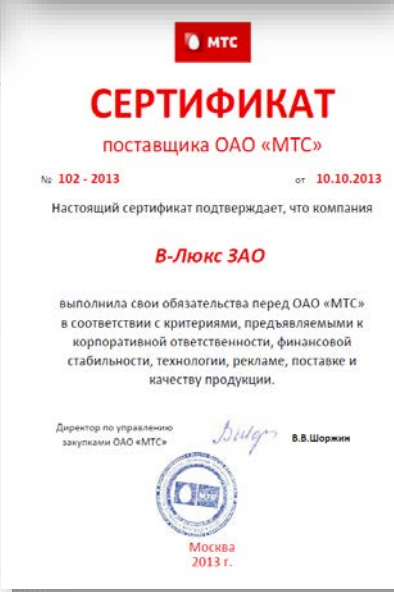 МТС
СЕРТИФИКАТ
поставщика ОАО «МТС»
№ 102 - 2013 от 10.10.2013
Настоящий сертификат подтверждает, что компания
В-Люкс ЗАО
выполнила свои обязательства перед ОАО «МТС»
в соответствии с критериями, предъявляемыми к
корпоративной ответственности, финансовой
стабильности, технологии, рекламе, поставке и
качеству продукции.
Директор по управлению
закупками ОАО «МТС»
В.В.Шоржин
МТС
Москва
2013 г.